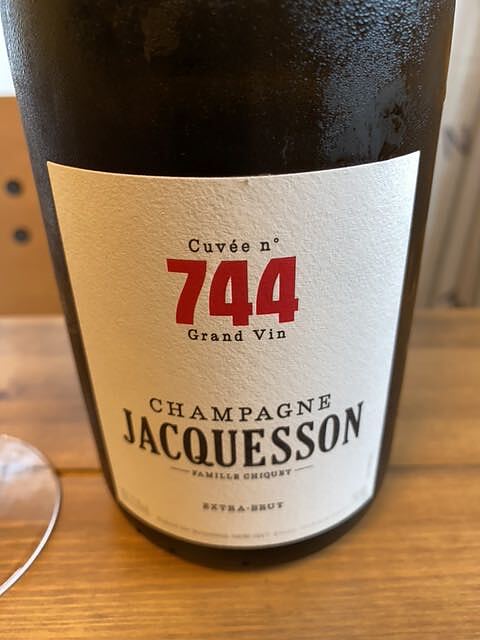 Cuvée n°
744
Grand Vin
CHAMPAGNE
JACQUESSON
FAMILLE CHIQUET
EXTRA-BRUT